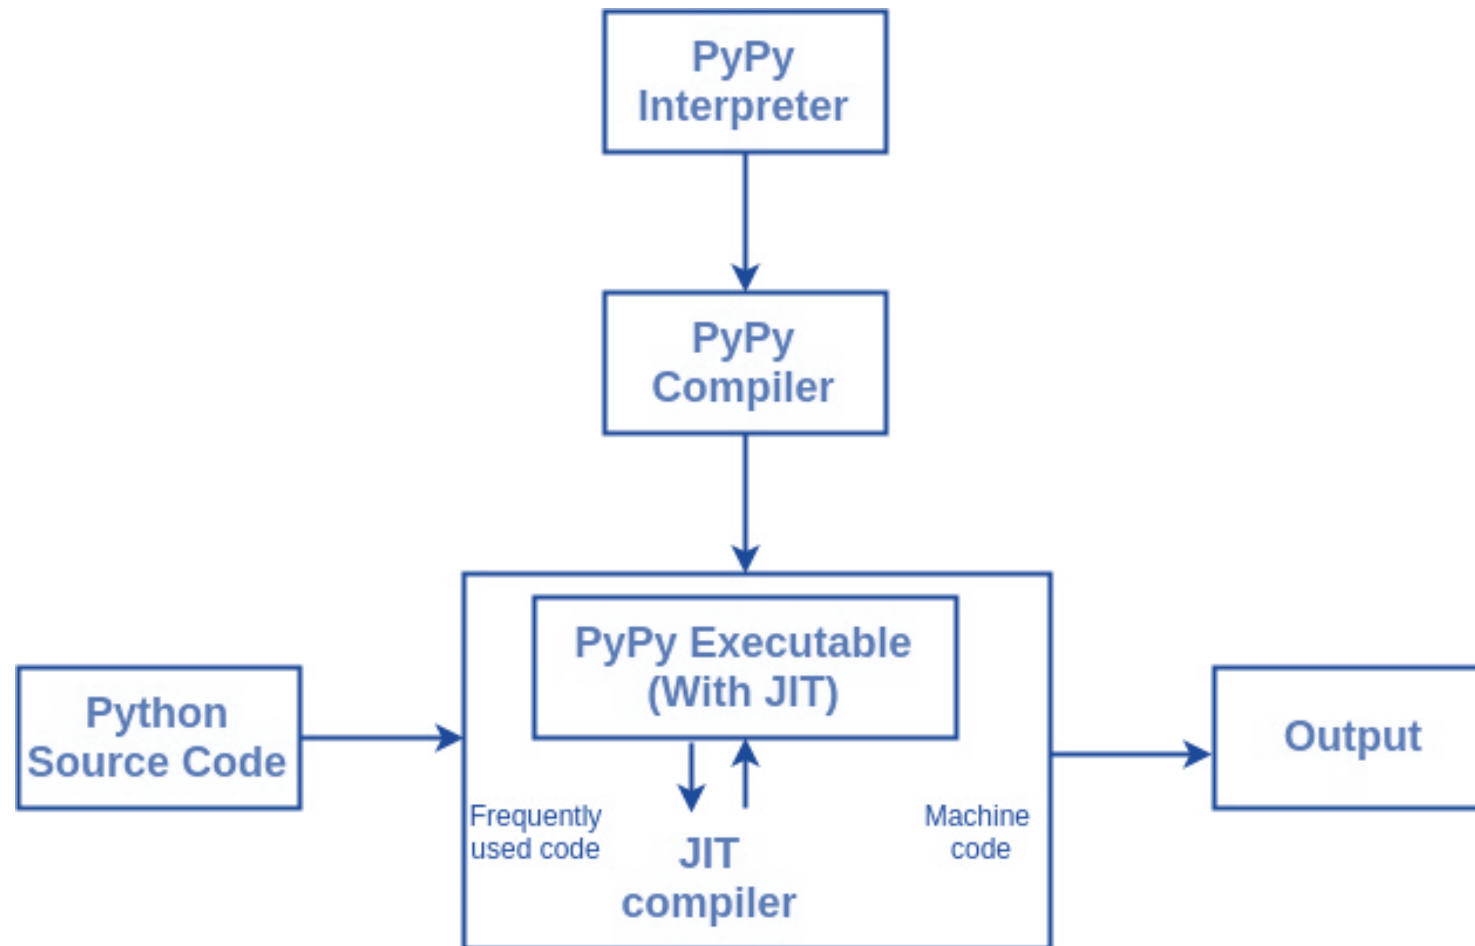 PyPy
Interpreter
PyPy
Compiler
PyPy Executable
(With JIT)
Python
Source Code
Output
Frequently
used code
Machine
code
JIT
compiler